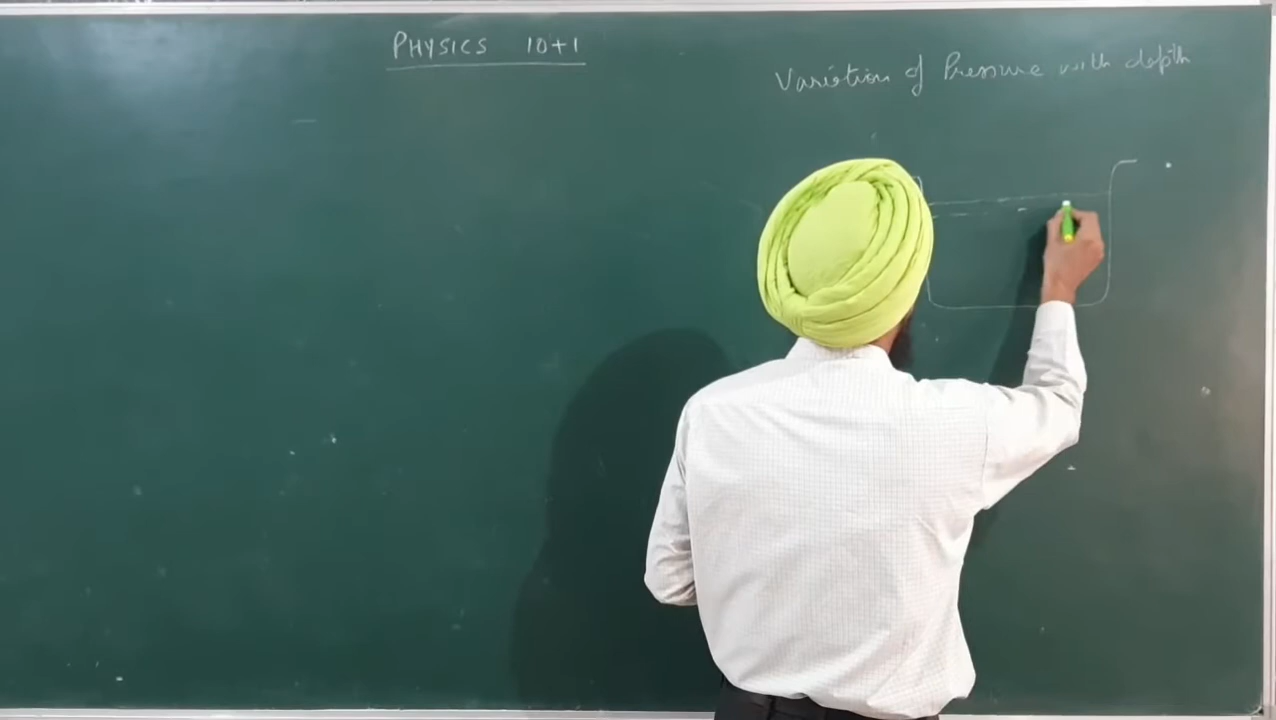 PHYSICS 10+1
Variation of Pressure with depth